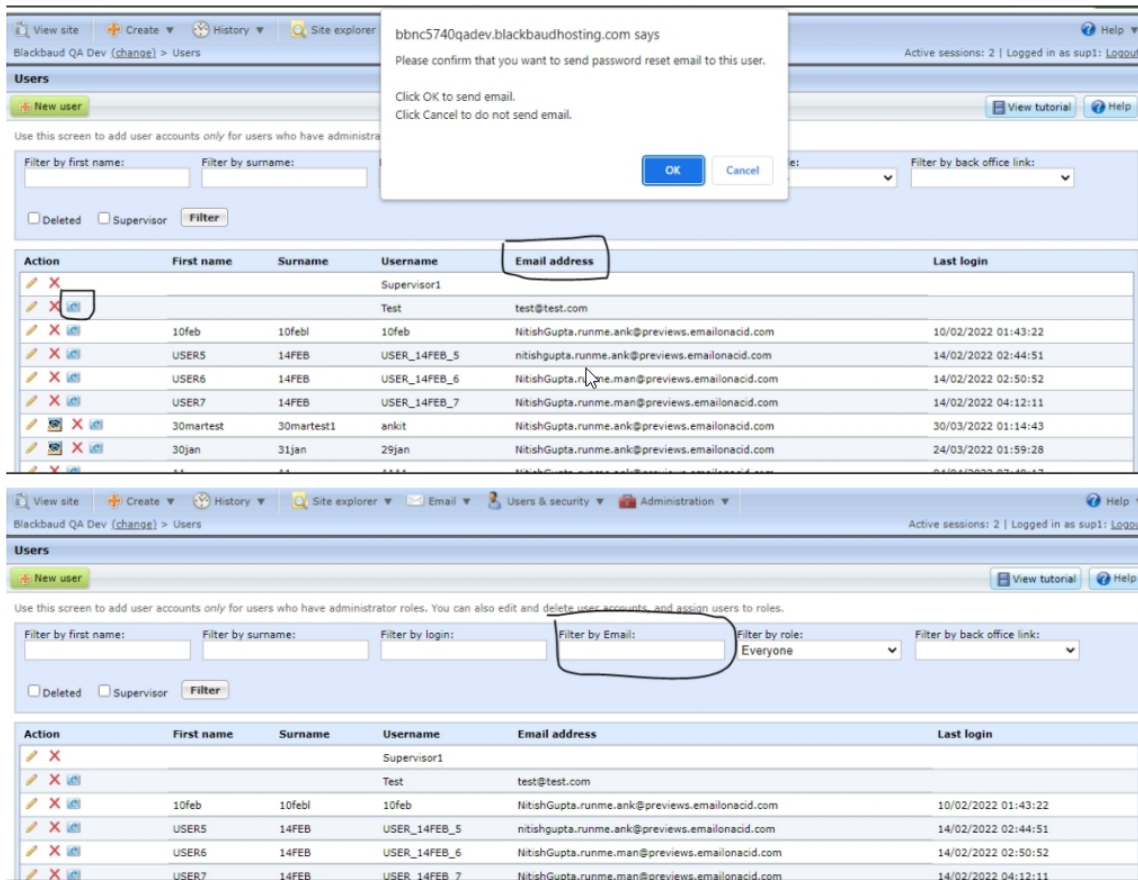 View site Create History Site explorer
Help
Blackbaud QA Dev (change) > Users
Active sessions: 2 | Logged in as sup1: Logout
bbnc5740qadev.blackbaudhosting.com says
Please confirm that you want to send password reset email to this user.
Click OK to send email.
Click Cancel to do not send email.
OK Cancel
Users
New user
View tutorial Help
Use this screen to add user accounts only for users who have administra
Filter by first name: Filter by surname: le: Filter by back office link:
Deleted Supervisor Filter
Action First name Surname Username Email address Last login
Supervisor1
Test test@test.com
10feb 10febl 10feb NitishGupta.runme.ank@previews.emailonacid.com 10/02/2022 01:43:22
USER5 14FEB USER_14FEB_5 nitishgupta.runme.ank@previews.emailonacid.com 14/02/2022 02:44:51
USER6 14FEB USER_14FEB_6 NitishGupta.runme.man@previews.emailonacid.com 14/02/2022 02:50:52
USER7 14FEB USER_14FEB_7 NitishGupta.runme.man@previews.emailonacid.com 14/02/2022 04:12:11
30martest 30martest1 ankit NitishGupta.runme.ank@previews.emailonacid.com 30/03/2022 01:14:43
30jan 31jan 29jan NitishGupta.runme.ank@previews.emailonacid.com 24/03/2022 01:59:28
View site Create History Site explorer Email Users & security Administration Help
Blackbaud QA Dev (change) > Users
Active sessions: 2 | Logged in as sup1: Logou
Users
New user
View tutorial Help
Use this screen to add user accounts only for users who have administrator roles. You can also edit and delete user accounts, and assign users to roles.
Filter by first name: Filter by surname: Filter by login: Filter by Email: Filter by role: Filter by back office link:
Everyone
Deleted Supervisor Filter
Action First name Surname Username Email address Last login
Supervisor1
Test test@test.com
10feb 10febl 10feb NitishGupta.runme.ank@previews.emailonacid.com 10/02/2022 01:43:22
USER5 14FEB USER_14FEB_5 nitishgupta.runme.ank@previews.emailonacid.com 14/02/2022 02:44:51
USER6 14FEB USER_14FEB_6 NitishGupta.runme.man@previews.emailonacid.com 14/02/2022 02:50:52
USER7 14FEB USER_14FEB_7 NitishGupta.runme.man@previews.emailonacid.com 14/02/2022 04:12:11